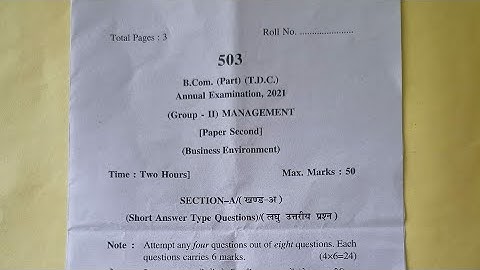 Total Pages : 3 Roll No. .....................
503
B.Com. (Part) (T.D.C.)
Annual Examination, 2021
(Group - II) MANAGEMENT
[Paper Second]
(Business Environment)
Time : Two Hours] Max. Marks : 50
SECTION–A/(खण्ड-अ)
(Short Answer Type Questions)/(लघु उत्तरीय प्रश्न)
Note : Attempt any four questions out of eight questions. Each
questions carries 6 marks. (4×6=24)